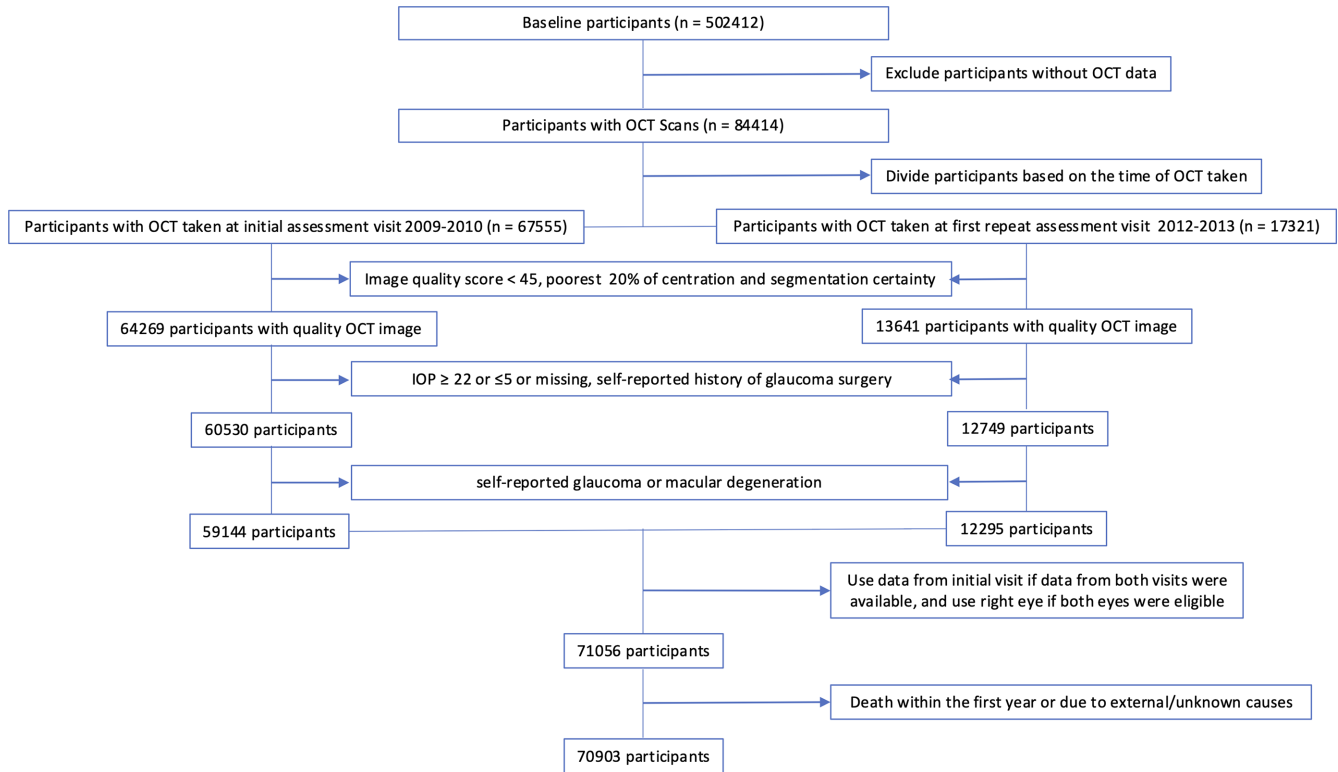 Baseline participants (n = 502412)
Exclude participants without OCT data
Participants with OCT Scans (n = 84414)
Divide participants based on the time of OCT taken
Participants with OCT taken at initial assessment visit 2009-2010 (n = 67555)
Participants with OCT taken at first repeat assessment visit 2012-2013 (n = 17321)
Image quality score < 45, poorest 20% of centration and segmentation certainty
64269 participants with quality OCT image
13641 participants with quality OCT image
IOP ≥ 22 or ≤5 or missing, self-reported history of glaucoma surgery
60530 participants
12749 participants
self-reported glaucoma or macular degeneration
59144 participants
12295 participants
Use data from initial visit if data from both visits were
available, and use right eye if both eyes were eligible
71056 participants
Death within the first year or due to external/unknown causes
70903 participants